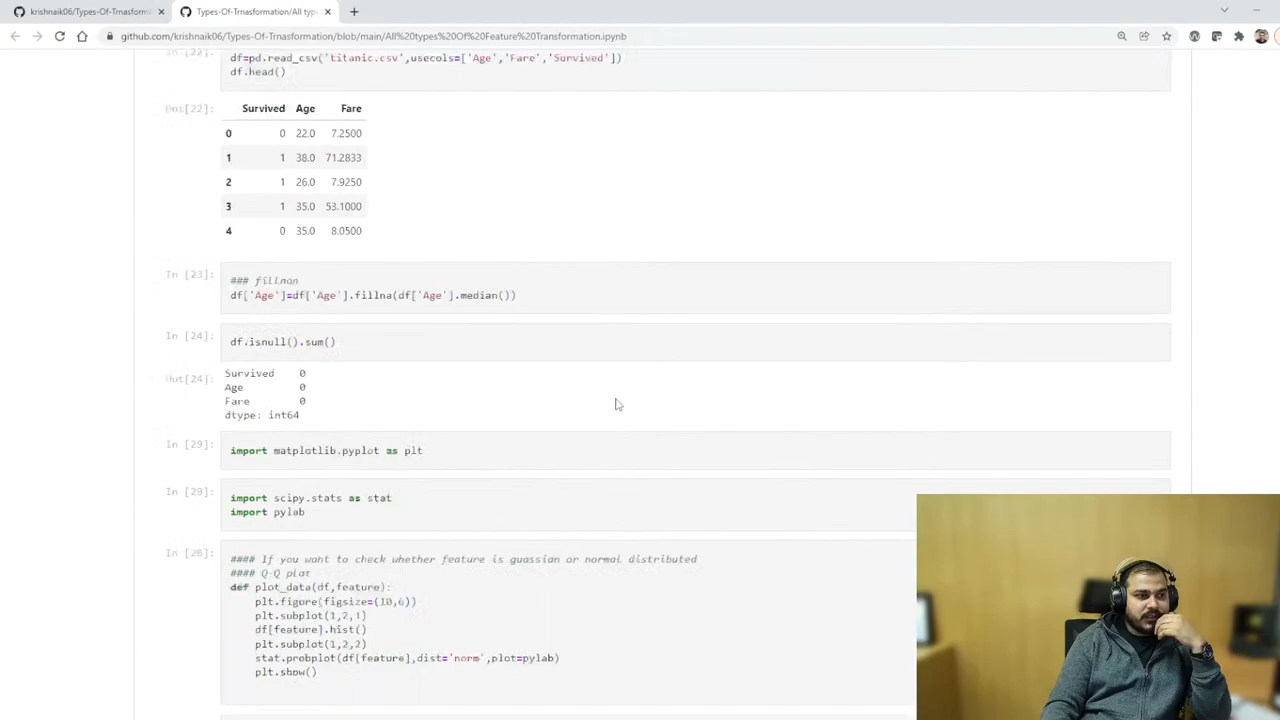 krishnaik06/Types-Of-Trnasforma
Types-Of-Trnasformation/All typ
github.com/krishnaik06/Types-Of-Trnasformation/blob/main/All%20types%20Of%20Feature%20Transformation.ipynb
In [22]:
df=pd.read_csv('titanic.csv',usecols=['Age','Fare','Survived'])
df.head()
Out[22]:
Survived Age Fare
0 0 22.0 7.2500
1 1 38.0 71.2833
2 1 26.0 7.9250
3 1 35.0 53.1000
4 0 35.0 8.0500
In [23]:
### fillnan
df['Age']=df['Age'].fillna(df['Age'].median())
In [24]:
df.isnull().sum()
Out[24]:
Survived 0
Age 0
Fare 0
dtype: int64
In [29]:
import matplotlib.pyplot as plt
In [29]:
import scipy.stats as stat
import pylab
In [28]:
#### If you want to check whether feature is guassian or normal distributed
#### Q-Q plot
def plot_data(df,feature):
plt.figure(figsize=(10,6))
plt.subplot(1,2,1)
df[feature].hist()
plt.subplot(1,2,2)
stat.probplot(df[feature],dist='norm',plot=pylab)
plt.show()